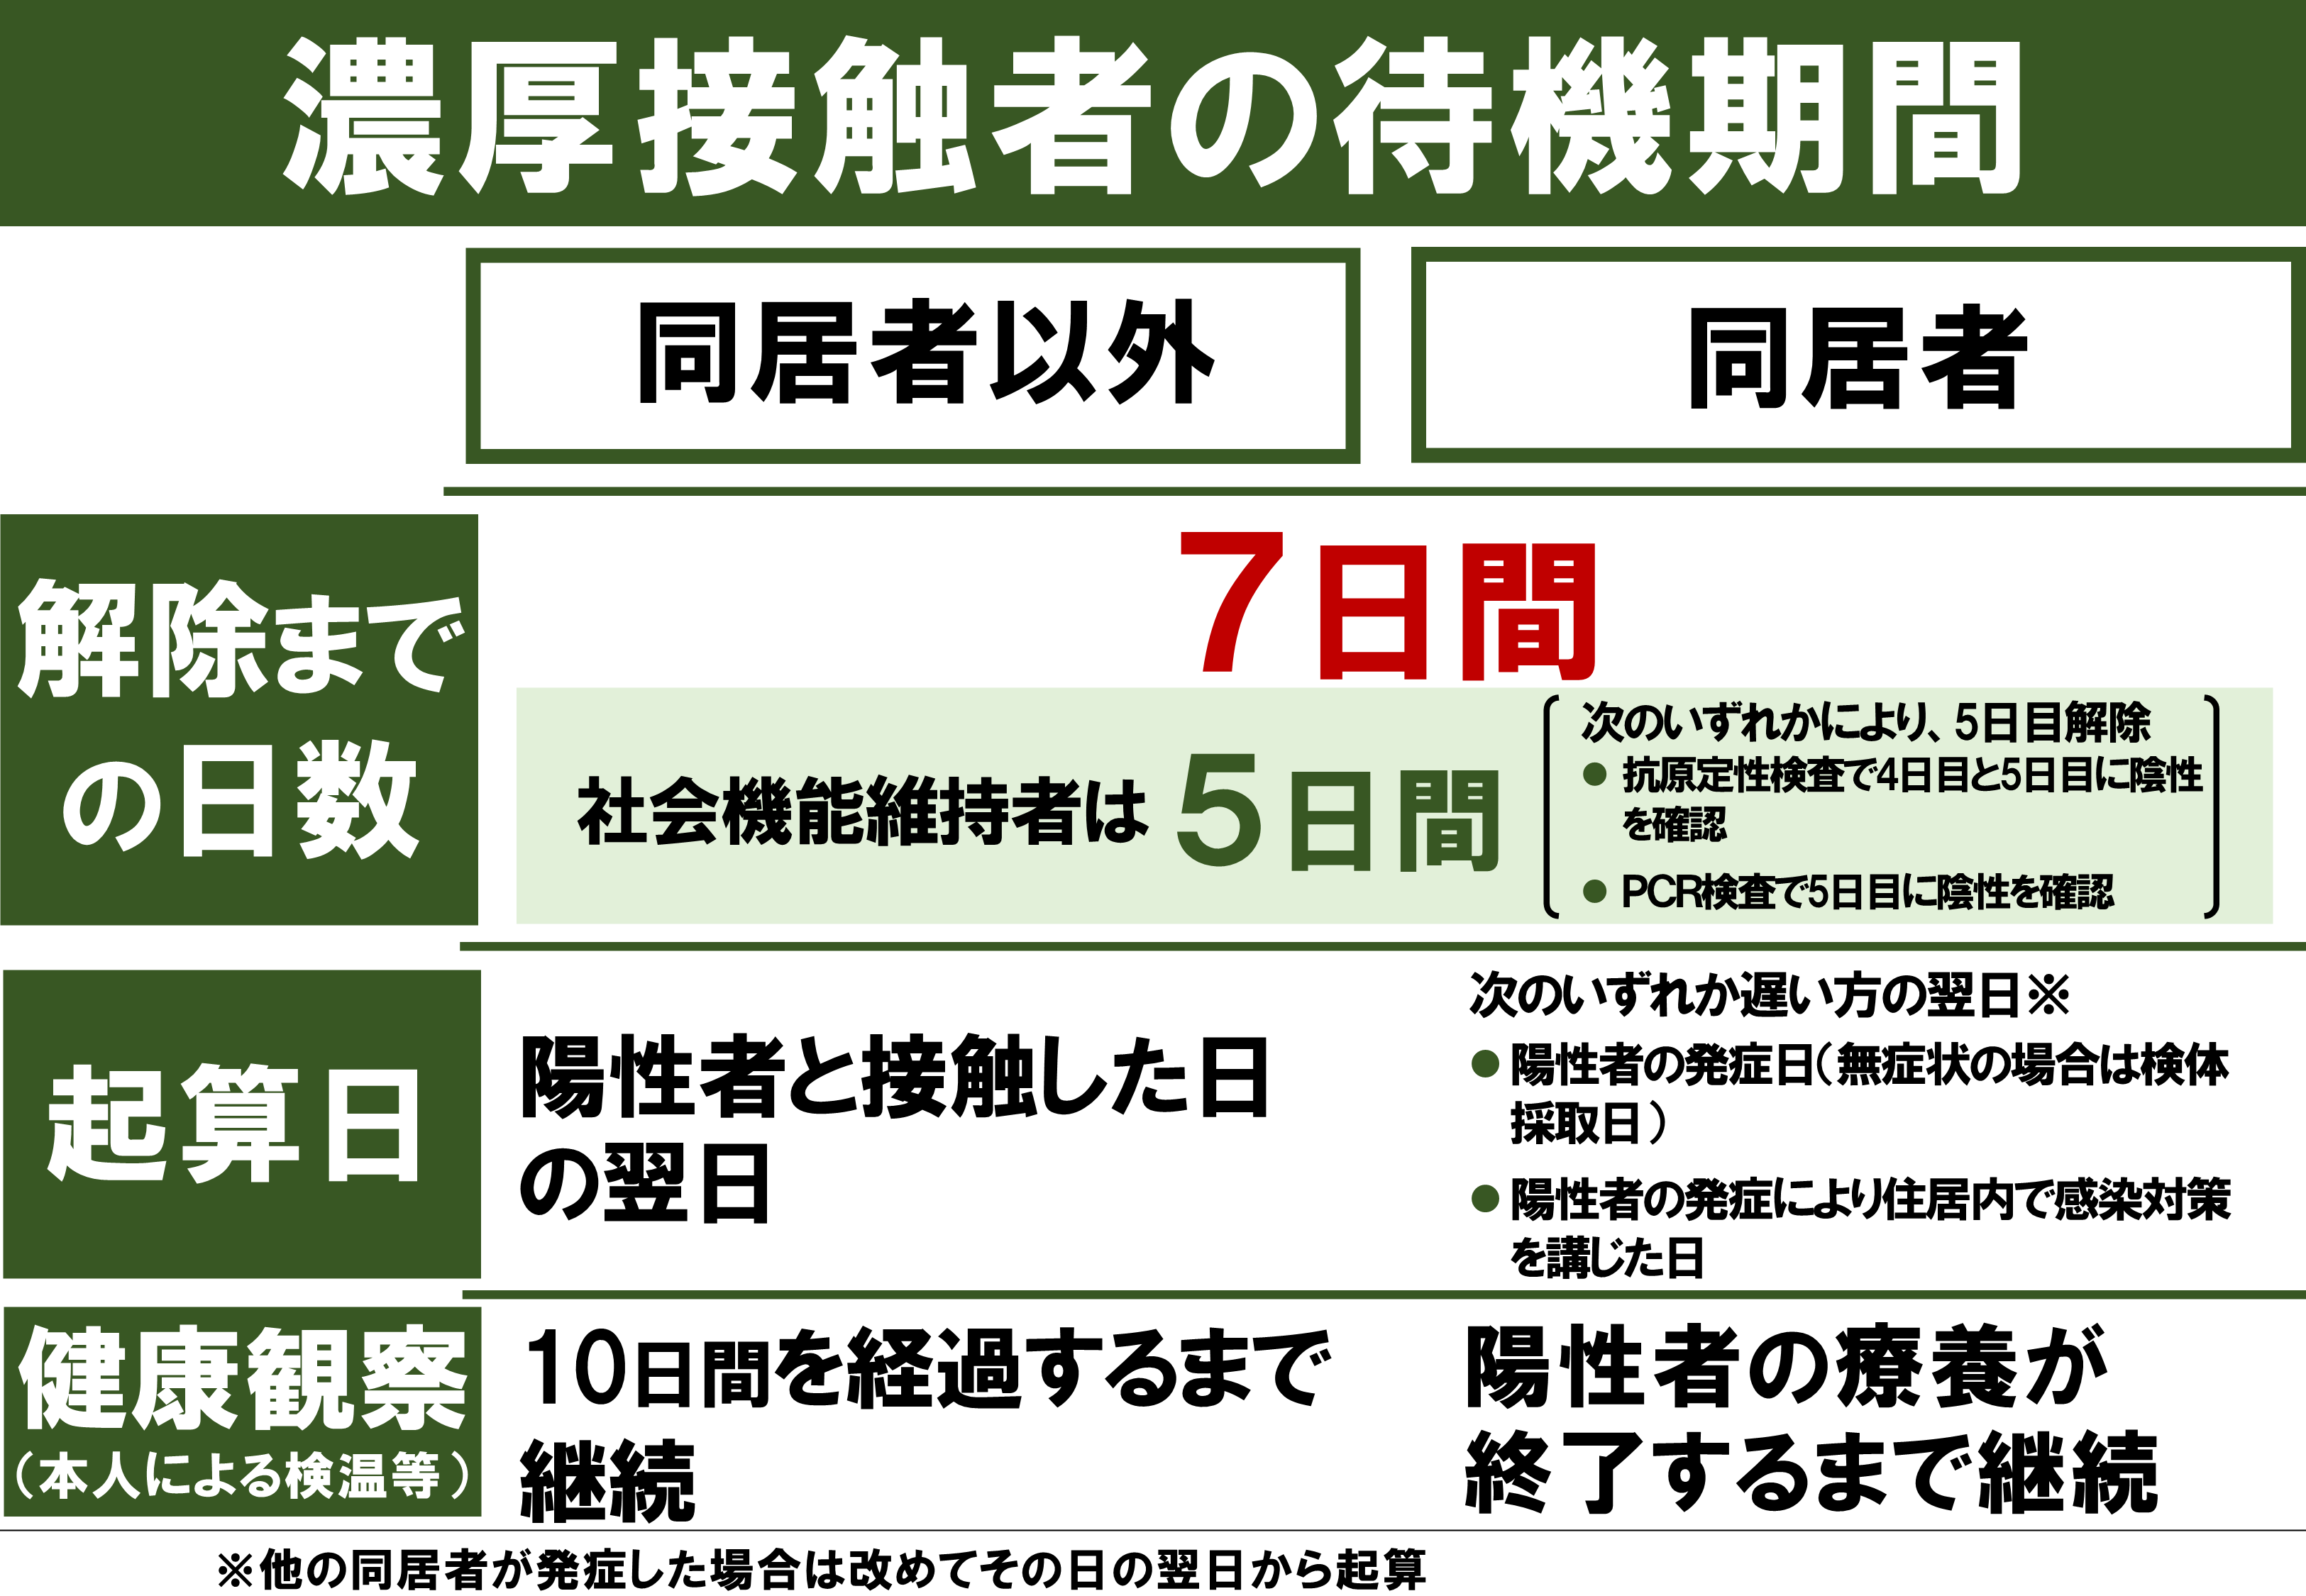 濃厚接触者の待機期間
同居者以外
同居者
解除まで
の日数
7日間
社会機能維持者は5日間
次のいずれかにより、5日目解除
● 抗原定性検査で4日目と5日目に陰性
を確認
● PCR検査で5日目に陰性を確認
起算日
陽性者と接触した日
の翌日
次のいずれか遅い方の翌日※
● 陽性者の発症日(無症状の場合は検体
採取日)
● 陽性者の発症により住居内で感染対策
を講じた日
健康観察
(本人による検温等)
10日間を経過するまで
継続
陽性者の療養が
終了するまで継続
※他の同居者が発症した場合は改めてその日の翌日から起算